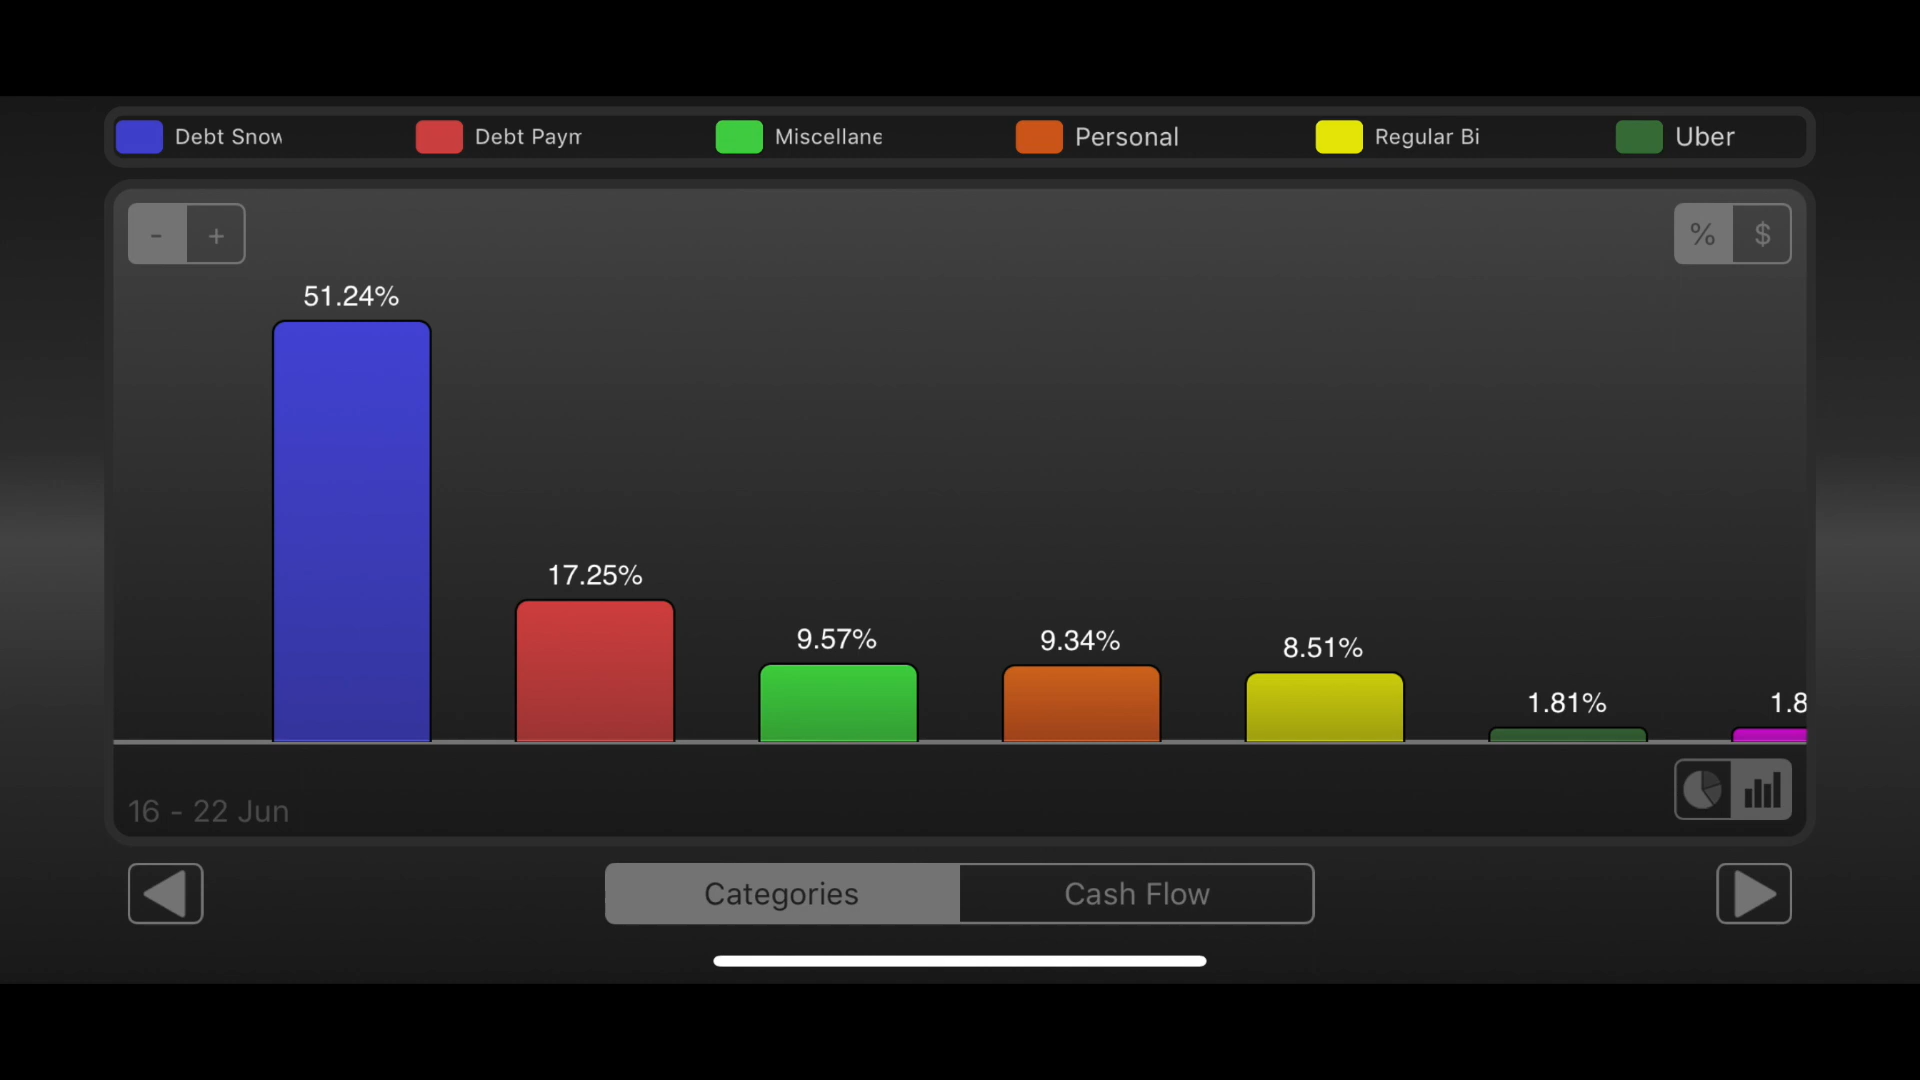 Debt Snow
Debt Paym
Miscellane
Personal
Regular Bi
Uber
- +
% $
51.24%
17.25%
9.57%
9.34%
8.51%
1.81%
1.8
16 - 22 Jun
Categories
Cash Flow